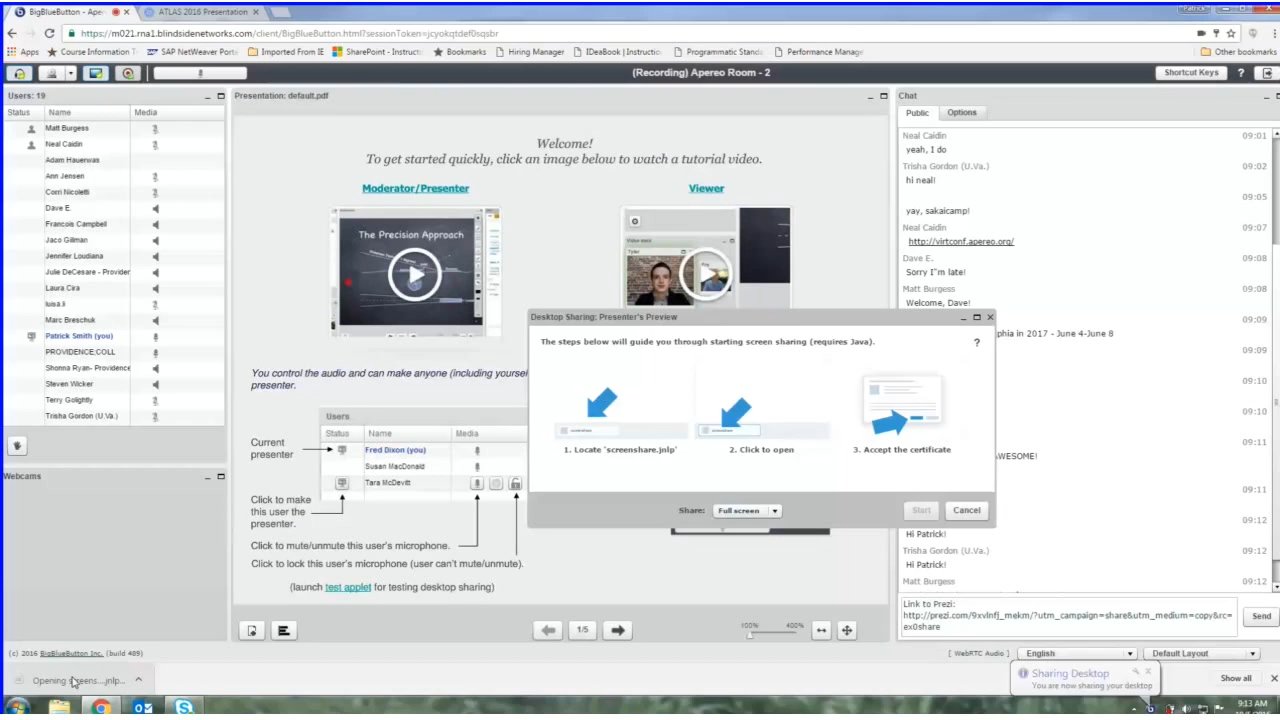 BigBlueButton - Aper
ATLAS 2016 Presentation
https://m021.rna1.blindsidenetworks.com/client/BigBlueButton.html?sessionToken=jcyokqtdef0sqsbr
Apps
Course Information T
SAP NetWeaver Porta
Imported From IE
SharePoint - Instruct
Bookmarks
Hiring Manager
IDeaBook | Instructio
Programmatic Standa
Performance Manage
Other bookmarks
(Recording) Apereo Room - 2
Shortcut Keys
?
Users: 19
Status Name Media
Matt Burgess
Neal Caidin
Adam Hauerwas
Ann Jensen
Corri Nicoletti
Dave E.
Francois Campbell
Jaco Gillman
Jennifer Loudiana
Julie DeCesare - Providen
Laura Cira
luisa li
Marc Breschuk
Patrick Smith (you)
PROVIDENCE;COLL
Shonna Ryan- Providence
Steven Wicker
Terry Golightly
Trisha Gordon (U.Va.)
Webcams
(c) 2016 BigBlueButton Inc. (build 489)
Presentation: default.pdf
Welcome!
To get started quickly, click an image below to watch a tutorial video.
Moderator/Presenter
Viewer
The Precision Approach
You control the audio and can make anyone (including yourse
presenter.
Users
Status Name Media
Fred Dixon (you)
Susan MacDonald
Tara McDevitt
Current
presenter
Click to make
this user the
presenter.
Click to mute/unmute this user's microphone.
Click to lock this user's microphone (user can't mute/unmute).
(launch test applet for testing desktop sharing)
1/5
100% 400%
Desktop Sharing: Presenter's Preview
The steps below will guide you through starting screen sharing (requires Java).
?
1. Locate 'screenshare.jnlp'
2. Click to open
3. Accept the certificate
Share: Full screen
Start
Cancel
Chat
Public Options
Neal Caidin 09:01
yeah, I do
Trisha Gordon (U.Va.) 09:02
hi neal!
09:05
yay, sakaicamp!
Neal Caidin 09:07
http://virtconf.apereo.org/
Dave E. 09:08
Sorry I"m late!
Matt Burgess 09:08
Welcome, Dave!
09:09
phia in 2017 - June 4-June 8
09:09
09:10
09:10
09:11
WESOME!
09:11
09:12
Hi Patrick!
Trisha Gordon (U.Va.) 09:12
Hi Patrick!
Matt Burgess 09:12
Link to Prezi:
http://prezi.com/9xvlnfj_mekm/?utm_campaign=share&utm_medium=copy&rc=
ex0share
Send
[ WebRTC Audio ]
English
Default Layout
Opening screens...jnlp...
Sharing Desktop
You are now sharing your desktop
Show all
9:13 AM